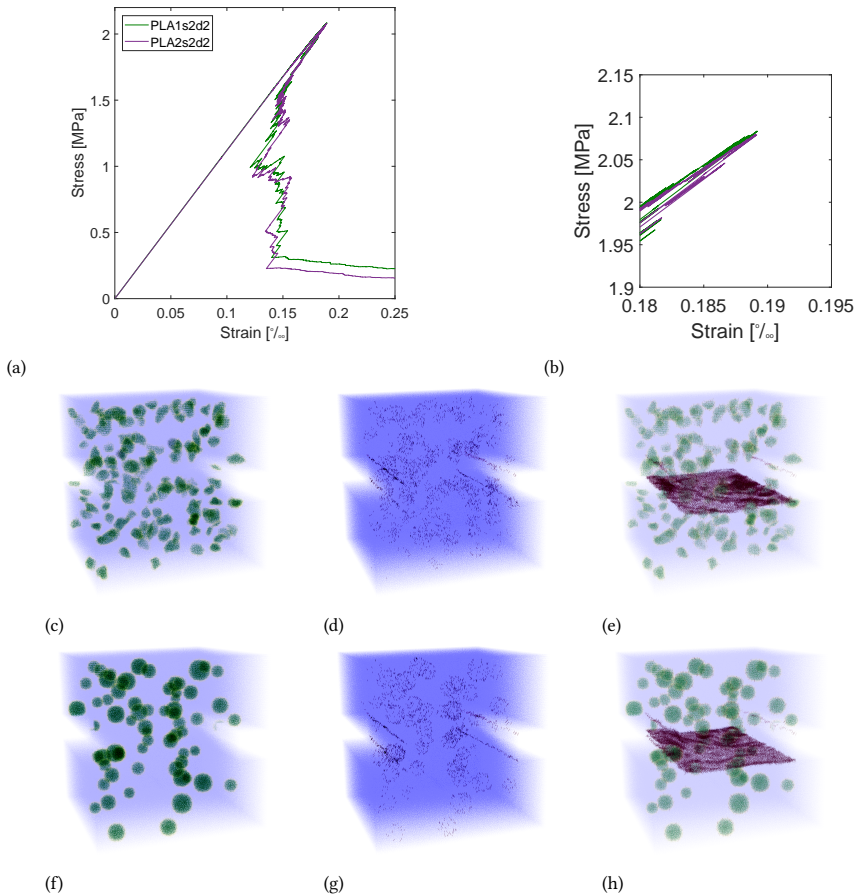 PLA1s2d2
PLA2s2d2
Stress [MPa]
2
1.5
1
0.5
0
0 0.05 0.1 0.15 0.2 0.25
Strain [°/∞]
(a)
Stress [MPa]
2.15
2.1
2.05
2
1.95
1.9
0.18 0.185 0.19 0.195
Strain [°/∞]
(b)
(c)
(d)
(e)
(f)
(g)
(h)